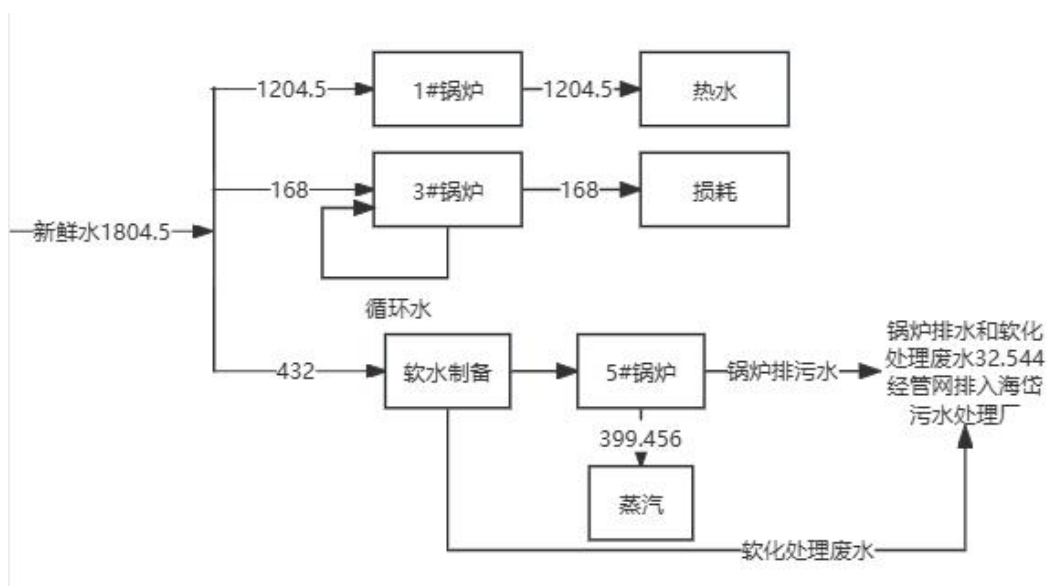 1204.5
1#锅炉
1204.5
热水
168
3#锅炉
168
损耗
新鲜水1804.5
循环水
432
软水制备
5#锅炉
锅炉排污水
锅炉排水和软化
处理废水32.544
经管网排入海岱
污水处理厂
399.456
蒸汽
软化处理废水